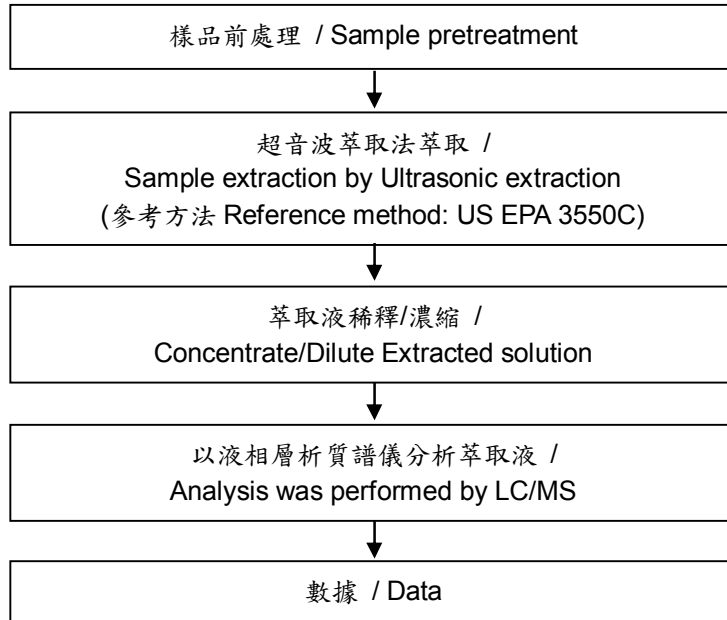 樣品前處理 / Sample pretreatment
超音波萃取法萃取 /
Sample extraction by Ultrasonic extraction
(參考方法 Reference method: US EPA 3550C)
萃取液稀釋/濃縮 /
Concentrate/Dilute Extracted solution
以液相層析質譜儀分析萃取液 /
Analysis was performed by LC/MS
數據 / Data